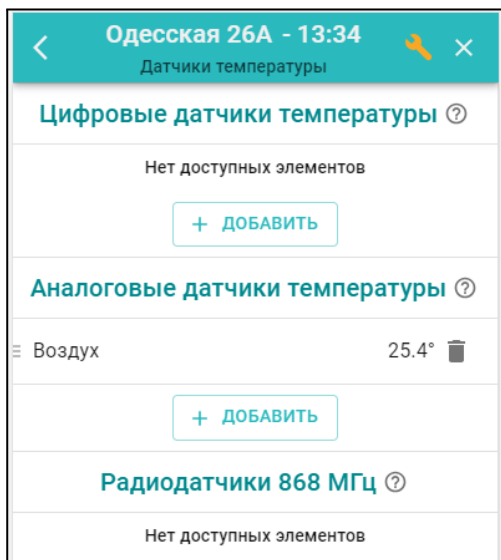 Одесская 26А - 13:34
Датчики температуры
Цифровые датчики температуры ?
Нет доступных элементов
+ ДОБАВИТЬ
Аналоговые датчики температуры ?
Воздух 25.4°
+ ДОБАВИТЬ
Радиодатчики 868 МГц ?
Нет доступных элементов